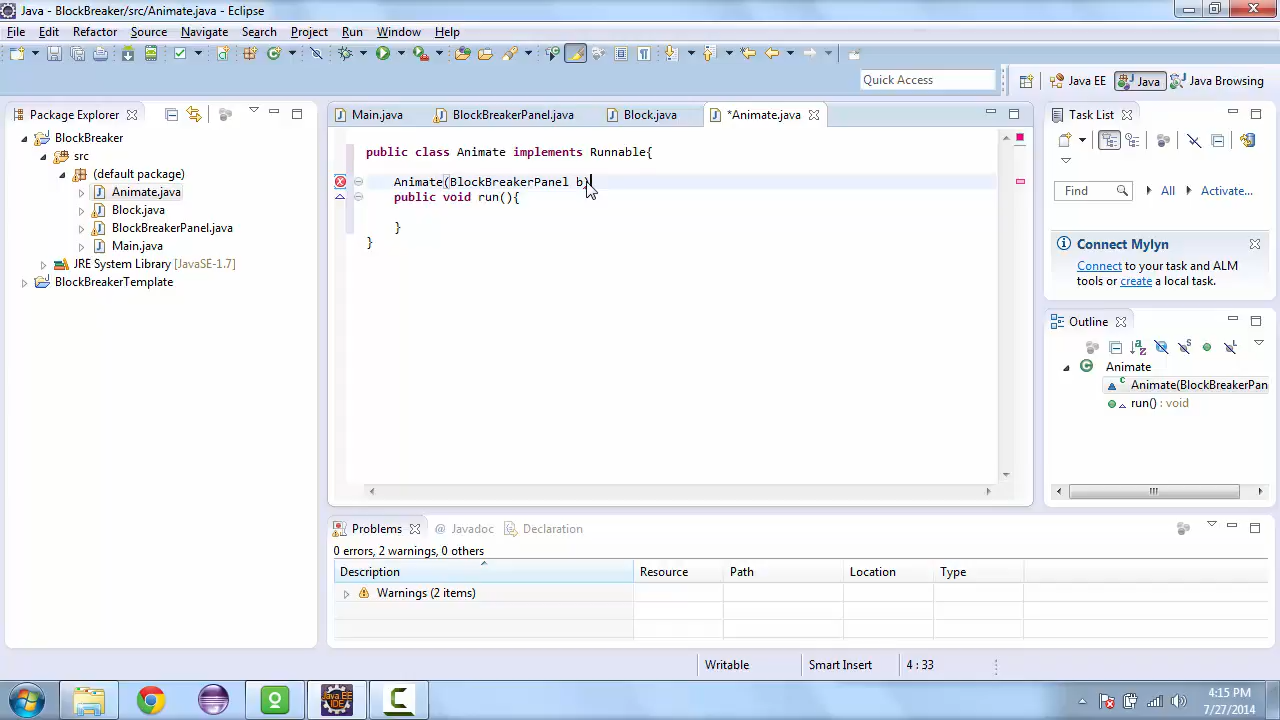 Java - BlockBreaker/src/Animate.java - Eclipse
File Edit Refactor Source Navigate Search Project Run Window Help
Quick Access
Java EE
Java
Java Browsing
Package Explorer
BlockBreaker
src
(default package)
Animate.java
Block.java
BlockBreakerPanel.java
Main.java
JRE System Library [JavaSE-1.7]
BlockBreakerTemplate
Main.java
BlockBreakerPanel.java
Block.java
*Animate.java
public class Animate implements Runnable{
Animate(BlockBreakerPanel b)
public void run(){
}
}
Task List
Find
All
Activate...
Connect Mylyn
Connect to your task and ALM
tools or create a local task.
Outline
Animate
Animate(BlockBreakerPan
run() : void
Problems
@ Javadoc
Declaration
0 errors, 2 warnings, 0 others
Description Resource Path Location Type
Warnings (2 items)
Writable
Smart Insert
4 : 33
Java EE
IDE
4:15 PM
7/27/2014